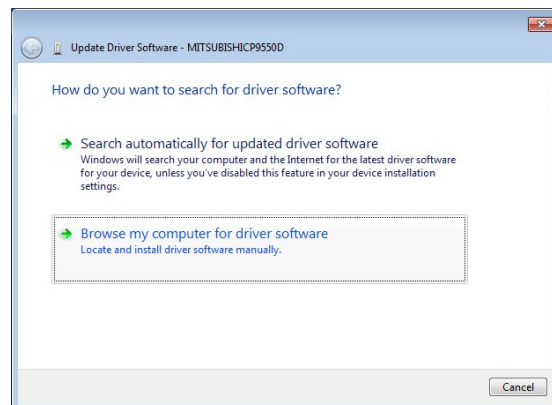 Update Driver Software - MITSUBISHICP9550D
How do you want to search for driver software?
Search automatically for updated driver software
Windows will search your computer and the Internet for the latest driver software
for your device, unless you've disabled this feature in your device installation
settings.
Browse my computer for driver software
Locate and install driver software manually.
Cancel